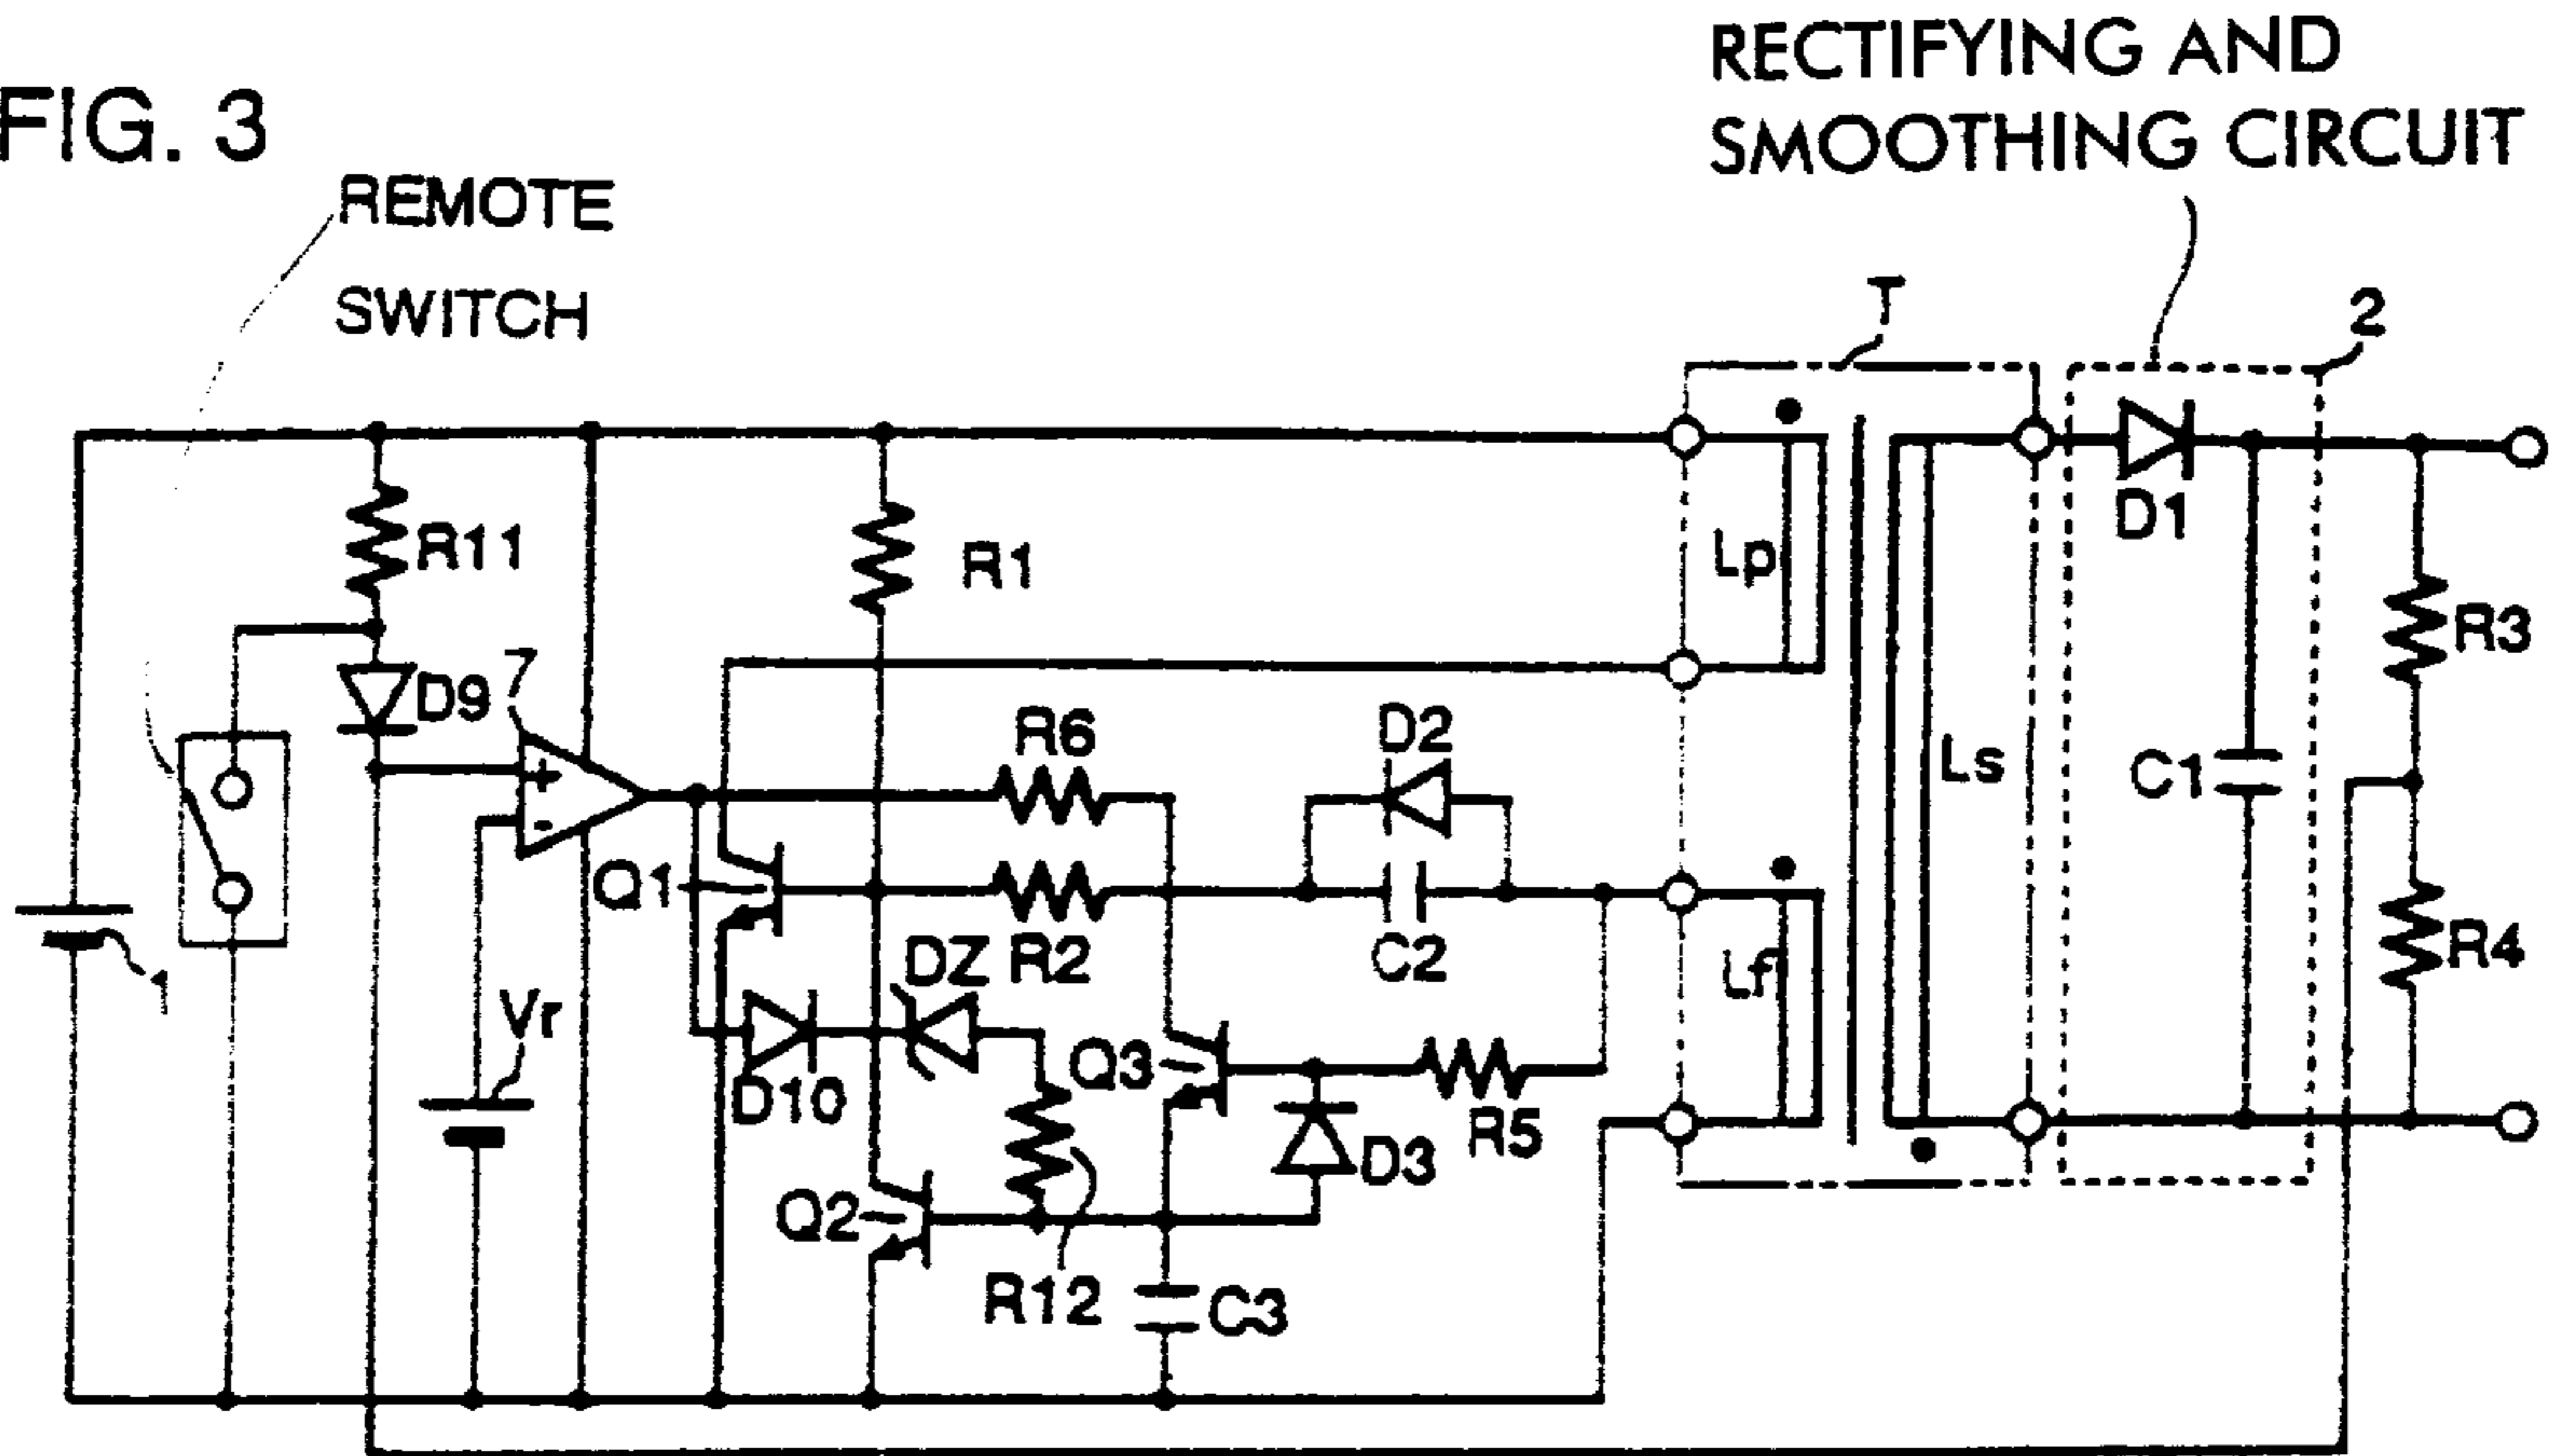 FIG. 3
RECTIFYING AND
SMOOTHING CIRCUIT
REMOTE
SWITCH
T
2
R11
R1
Lp
D1
R3
D9
7
R6
D2
Ls
C1
+
-
Q1
R2
C2
DZ
Lf
R4
1
Vr
D10
Q3
R5
D3
Q2
R12
C3